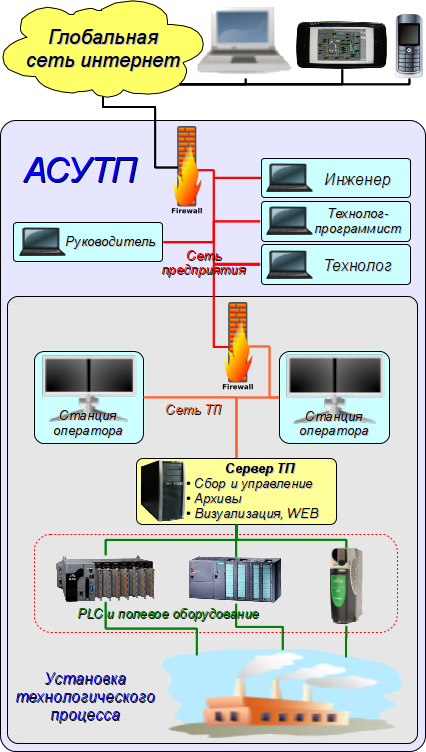 Глобальная
сеть интернет
АСУТП
Firewall
Инженер
Технолог-
программист
Технолог
Руководитель
Сеть
предприятия
Firewall
Станция
оператора
Сеть ТП
Станция
оператора
Сервер ТП
• Сбор и управление
• Архивы
• Визуализация, WEB
PLC и полевое оборудование
Установка
технологического
процесса